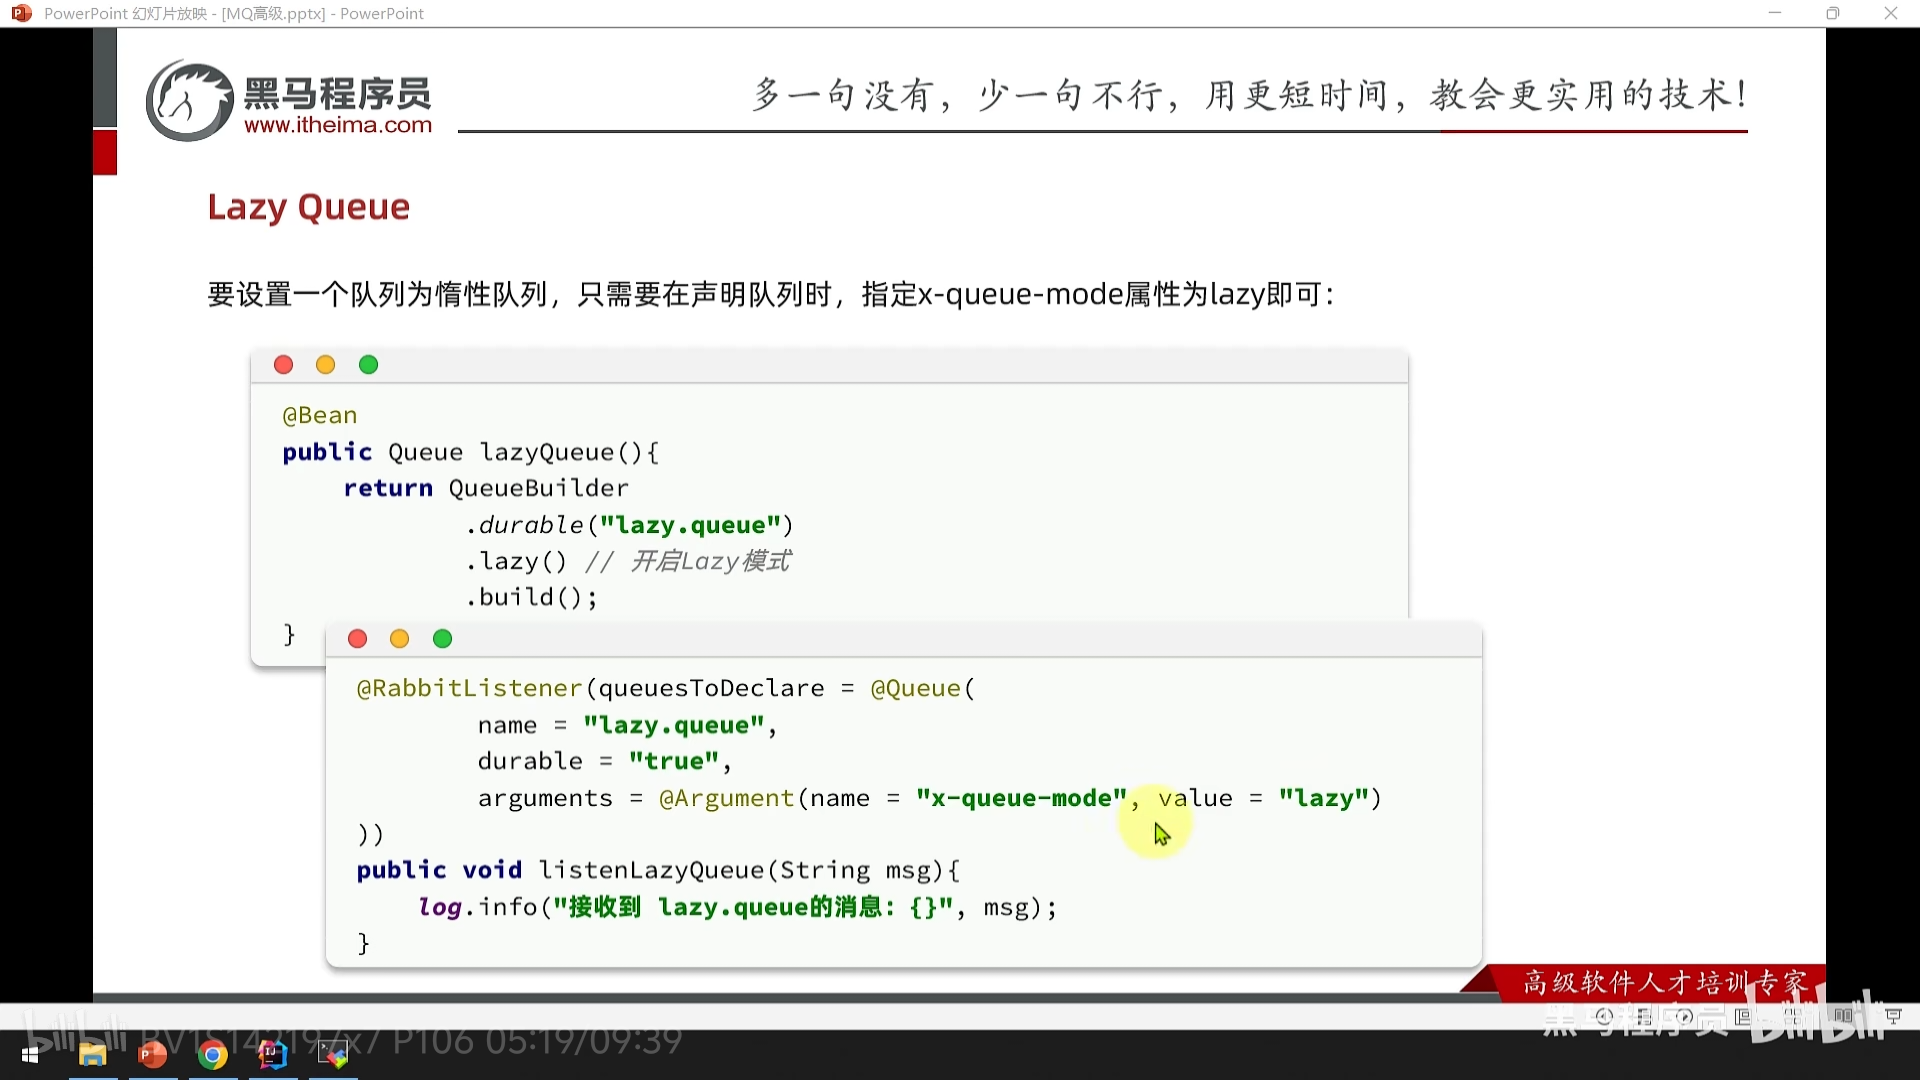 PowerPoint 幻灯片放映 - [MQ高级.pptx] - PowerPoint
黑马程序员
www.itheima.com
多一句没有，少一句不行，用更短时间，教会更实用的技术！
Lazy Queue
要设置一个队列为惰性队列，只需要在声明队列时，指定x-queue-mode属性为lazy即可：
@Bean
public Queue lazyQueue(){
return QueueBuilder
.durable("lazy.queue")
.lazy() // 开启Lazy模式
.build();
}
@RabbitListener(queuesToDeclare = @Queue(
name = "lazy.queue",
durable = "true",
arguments = @Argument(name = "x-queue-mode", value = "lazy")
))
public void listenLazyQueue(String msg){
log.info("接收到 lazy.queue的消息：{}", msg);
}
高级软件人才培训专家
黑马程序员 bilibili
bilibili P106 05:19/09:39